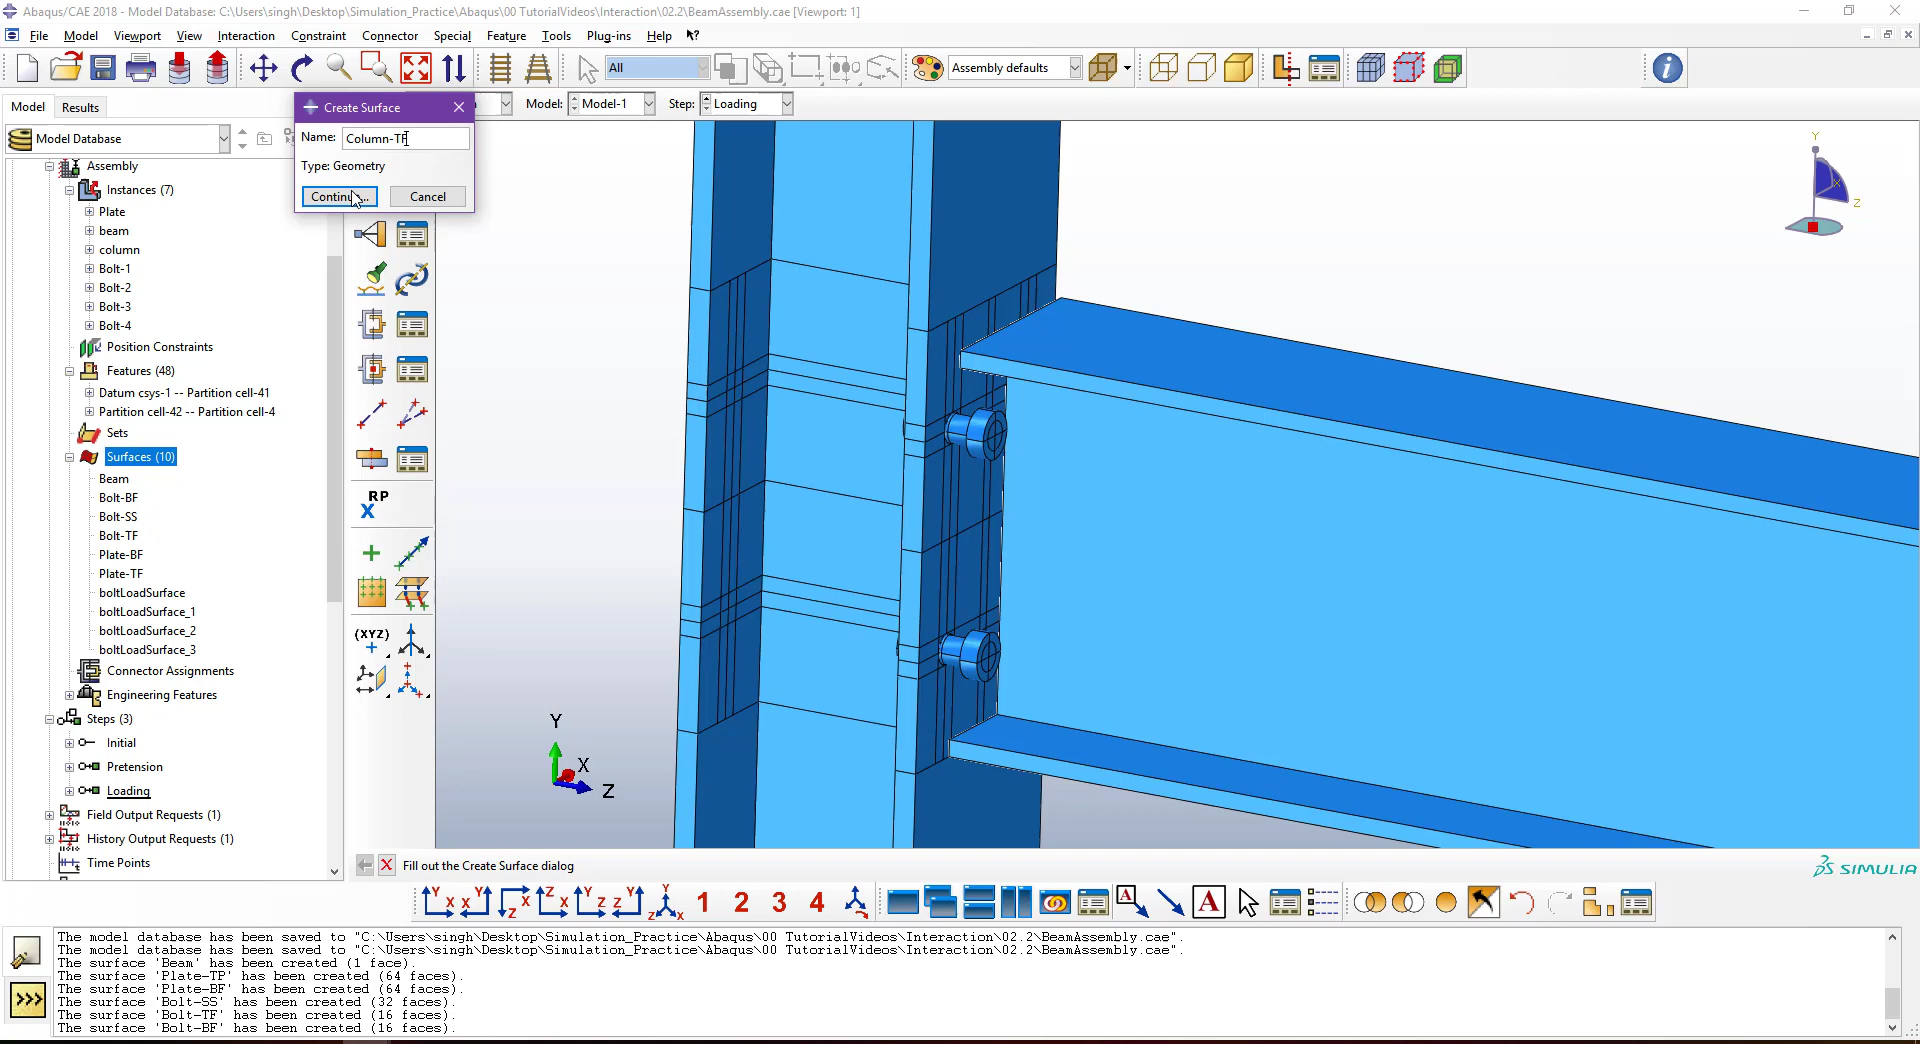 Abaqus/CAE 2018 - Model Database: C:\Users\singh\Desktop\Simulation_Practice\Abaqus\00 TutorialVideos\Interaction\02.2\BeamAssembly.cae [Viewport: 1]
File Model Viewport View Interaction Constraint Connector Special Feature Tools Plug-ins Help
All Assembly defaults
Model Results
Model: Model-1 Step: Loading
Create Surface
Name: Column-TF
Type: Geometry
Continue... Cancel
Model Database
Assembly
Instances (7)
Plate
beam
column
Bolt-1
Bolt-2
Bolt-3
Bolt-4
Position Constraints
Features (48)
Datum csys-1 -- Partition cell-41
Partition cell-42 -- Partition cell-4
Sets
Surfaces (10)
Beam
Bolt-BF
Bolt-SS
Bolt-TF
Plate-BF
Plate-TF
boltLoadSurface
boltLoadSurface_1
boltLoadSurface_2
boltLoadSurface_3
Connector Assignments
Engineering Features
Steps (3)
Initial
Pretension
Loading
Field Output Requests (1)
History Output Requests (1)
Time Points
RP
X
(XYZ)
Y
X
Z
Y
X
Z
Fill out the Create Surface dialog
SIMULIA
1 2 3 4
A A
The model database has been saved to "C:\Users\singh\Desktop\Simulation_Practice\Abaqus\00 TutorialVideos\Interaction\02.2\BeamAssembly.cae".
The model database has been saved to "C:\Users\singh\Desktop\Simulation_Practice\Abaqus\00 TutorialVideos\Interaction\02.2\BeamAssembly.cae".
The surface 'Beam' has been created (1 face).
The surface 'Plate-TP' has been created (64 faces).
The surface 'Plate-BF' has been created (64 faces).
The surface 'Bolt-SS' has been created (32 faces).
The surface 'Bolt-TF' has been created (16 faces).
The surface 'Bolt-BF' has been created (16 faces).
>>>